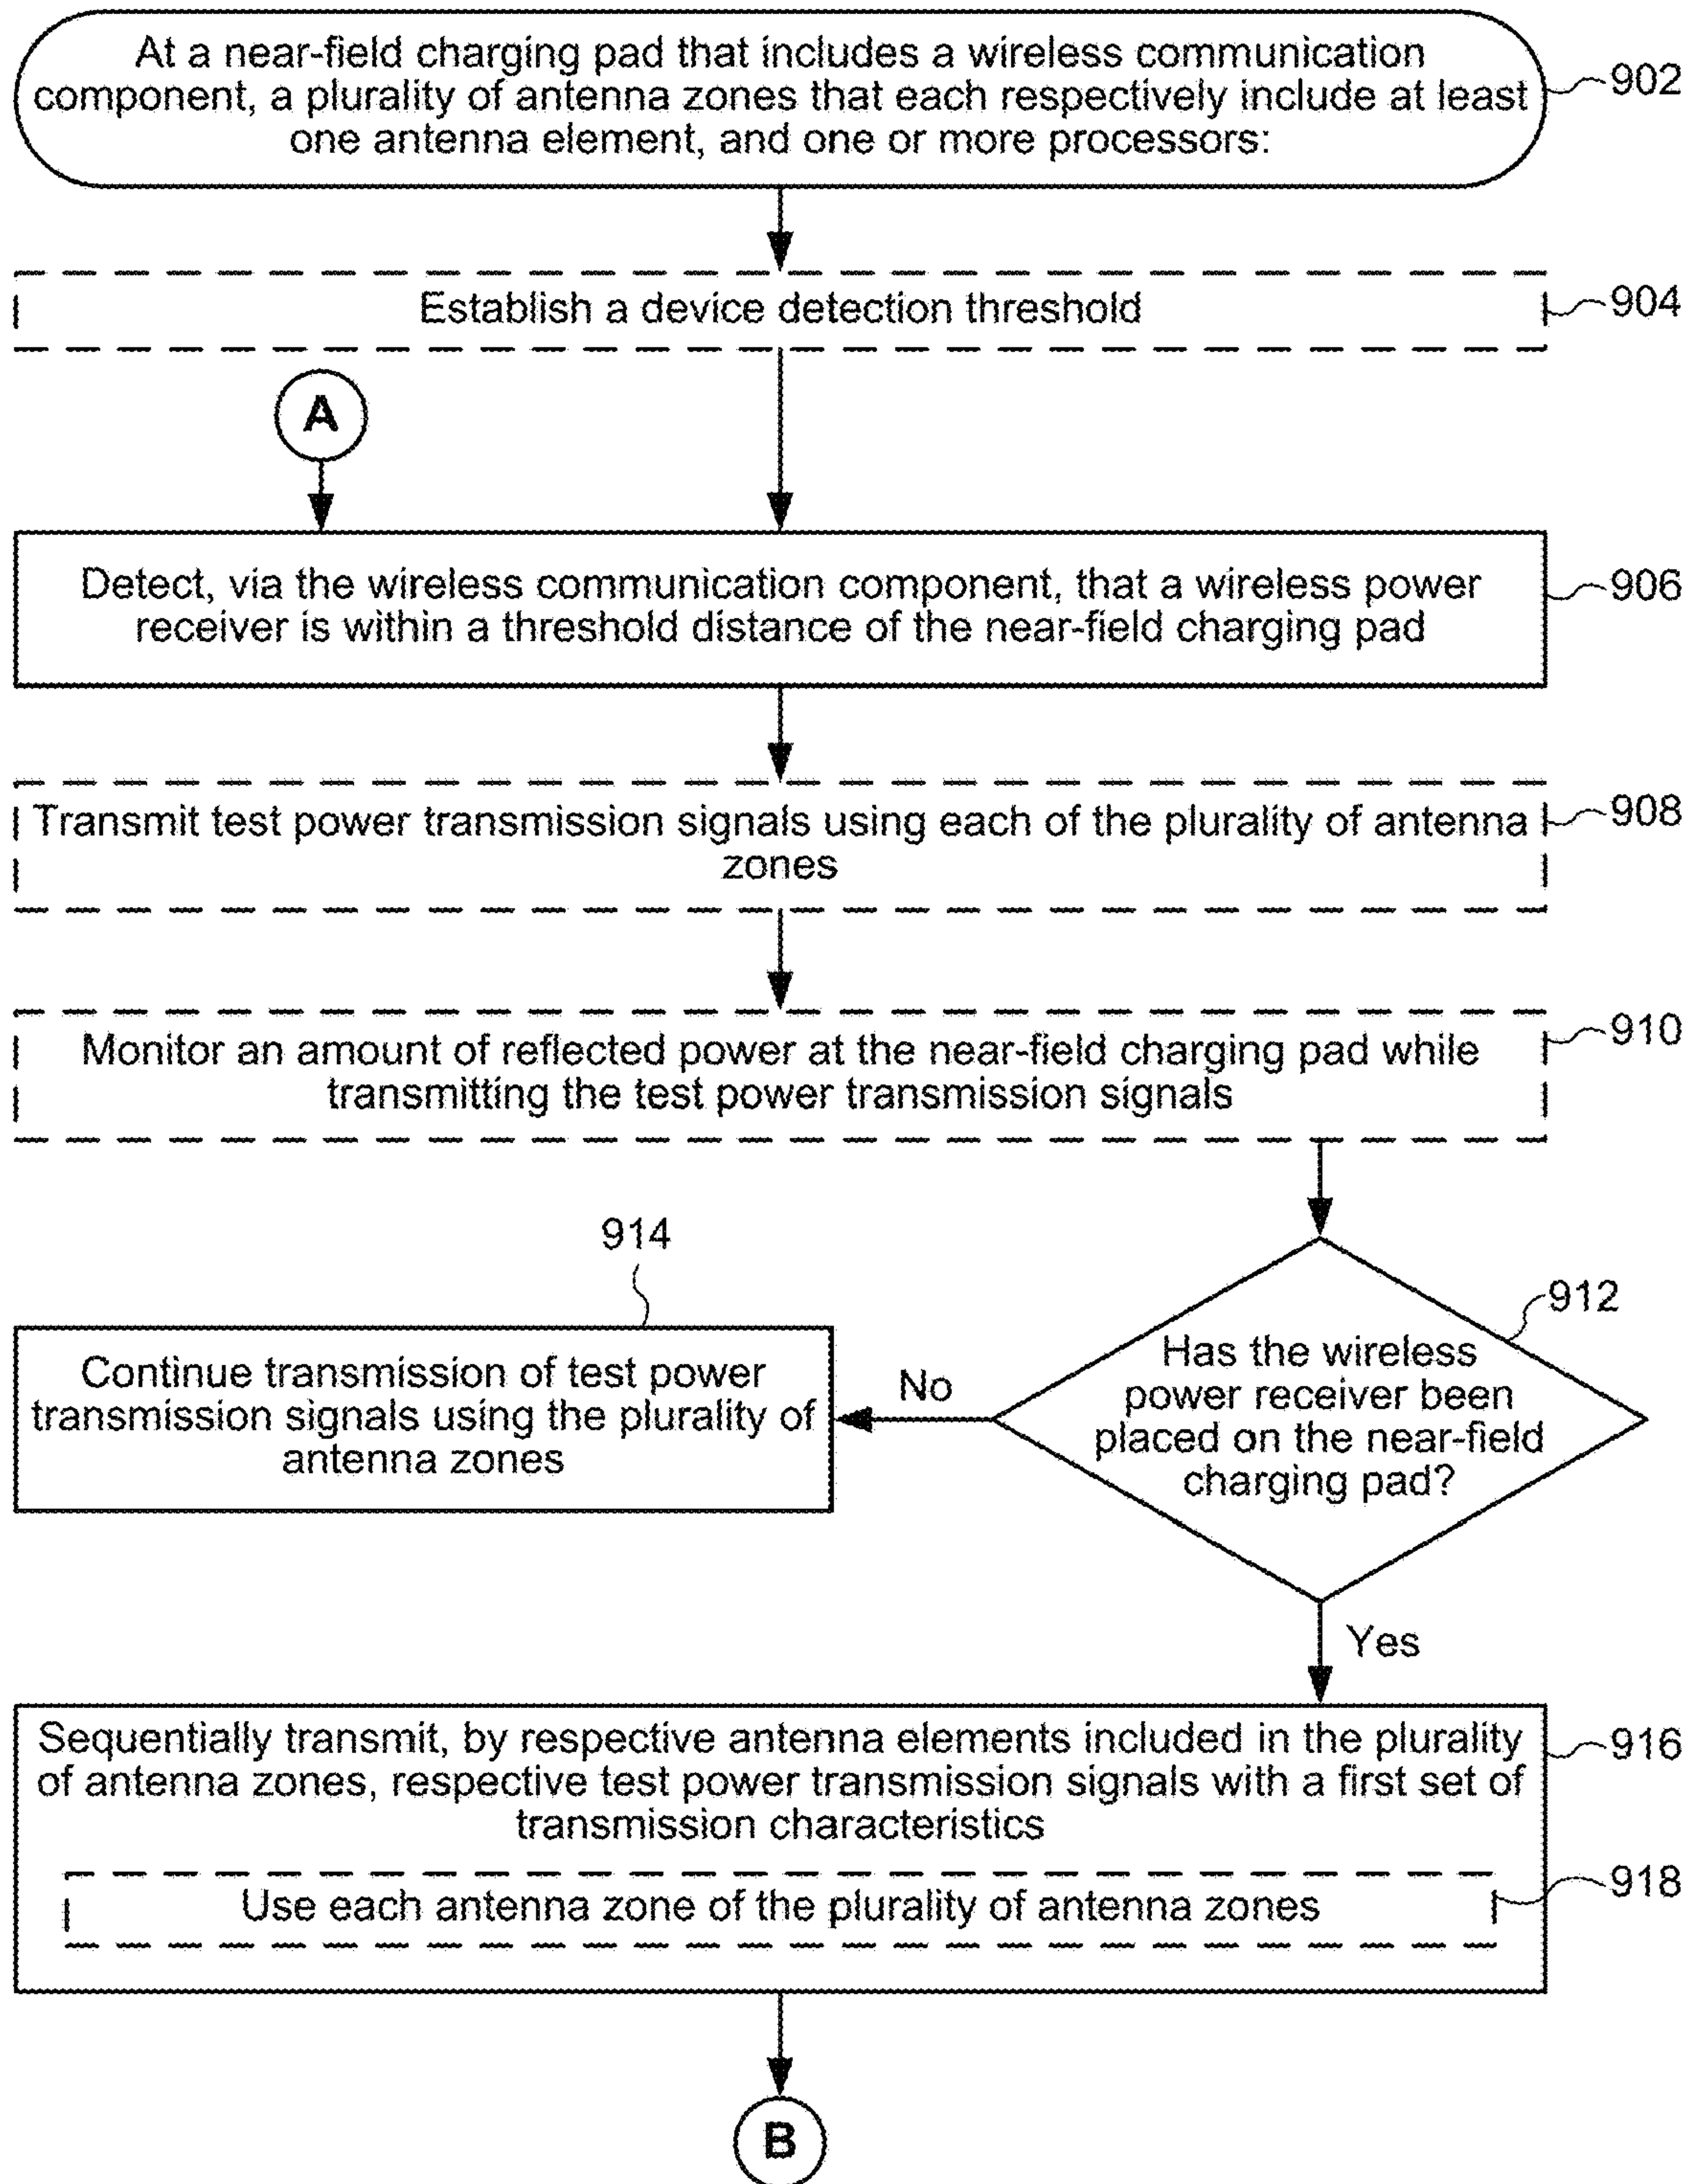 At a near-field charging pad that includes a wireless communication
component, a plurality of antenna zones that each respectively include at least
one antenna element, and one or more processors:
902
Establish a device detection threshold
904
A
Detect, via the wireless communication component, that a wireless power
receiver is within a threshold distance of the near-field charging pad
906
Transmit test power transmission signals using each of the plurality of antenna
zones
908
Monitor an amount of reflected power at the near-field charging pad while
transmitting the test power transmission signals
910
912
Has the wireless
power receiver been
placed on the near-field
charging pad?
No
914
Continue transmission of test power
transmission signals using the plurality of
antenna zones
Yes
Sequentially transmit, by respective antenna elements included in the plurality
of antenna zones, respective test power transmission signals with a first set of
transmission characteristics
916
Use each antenna zone of the plurality of antenna zones
918
B